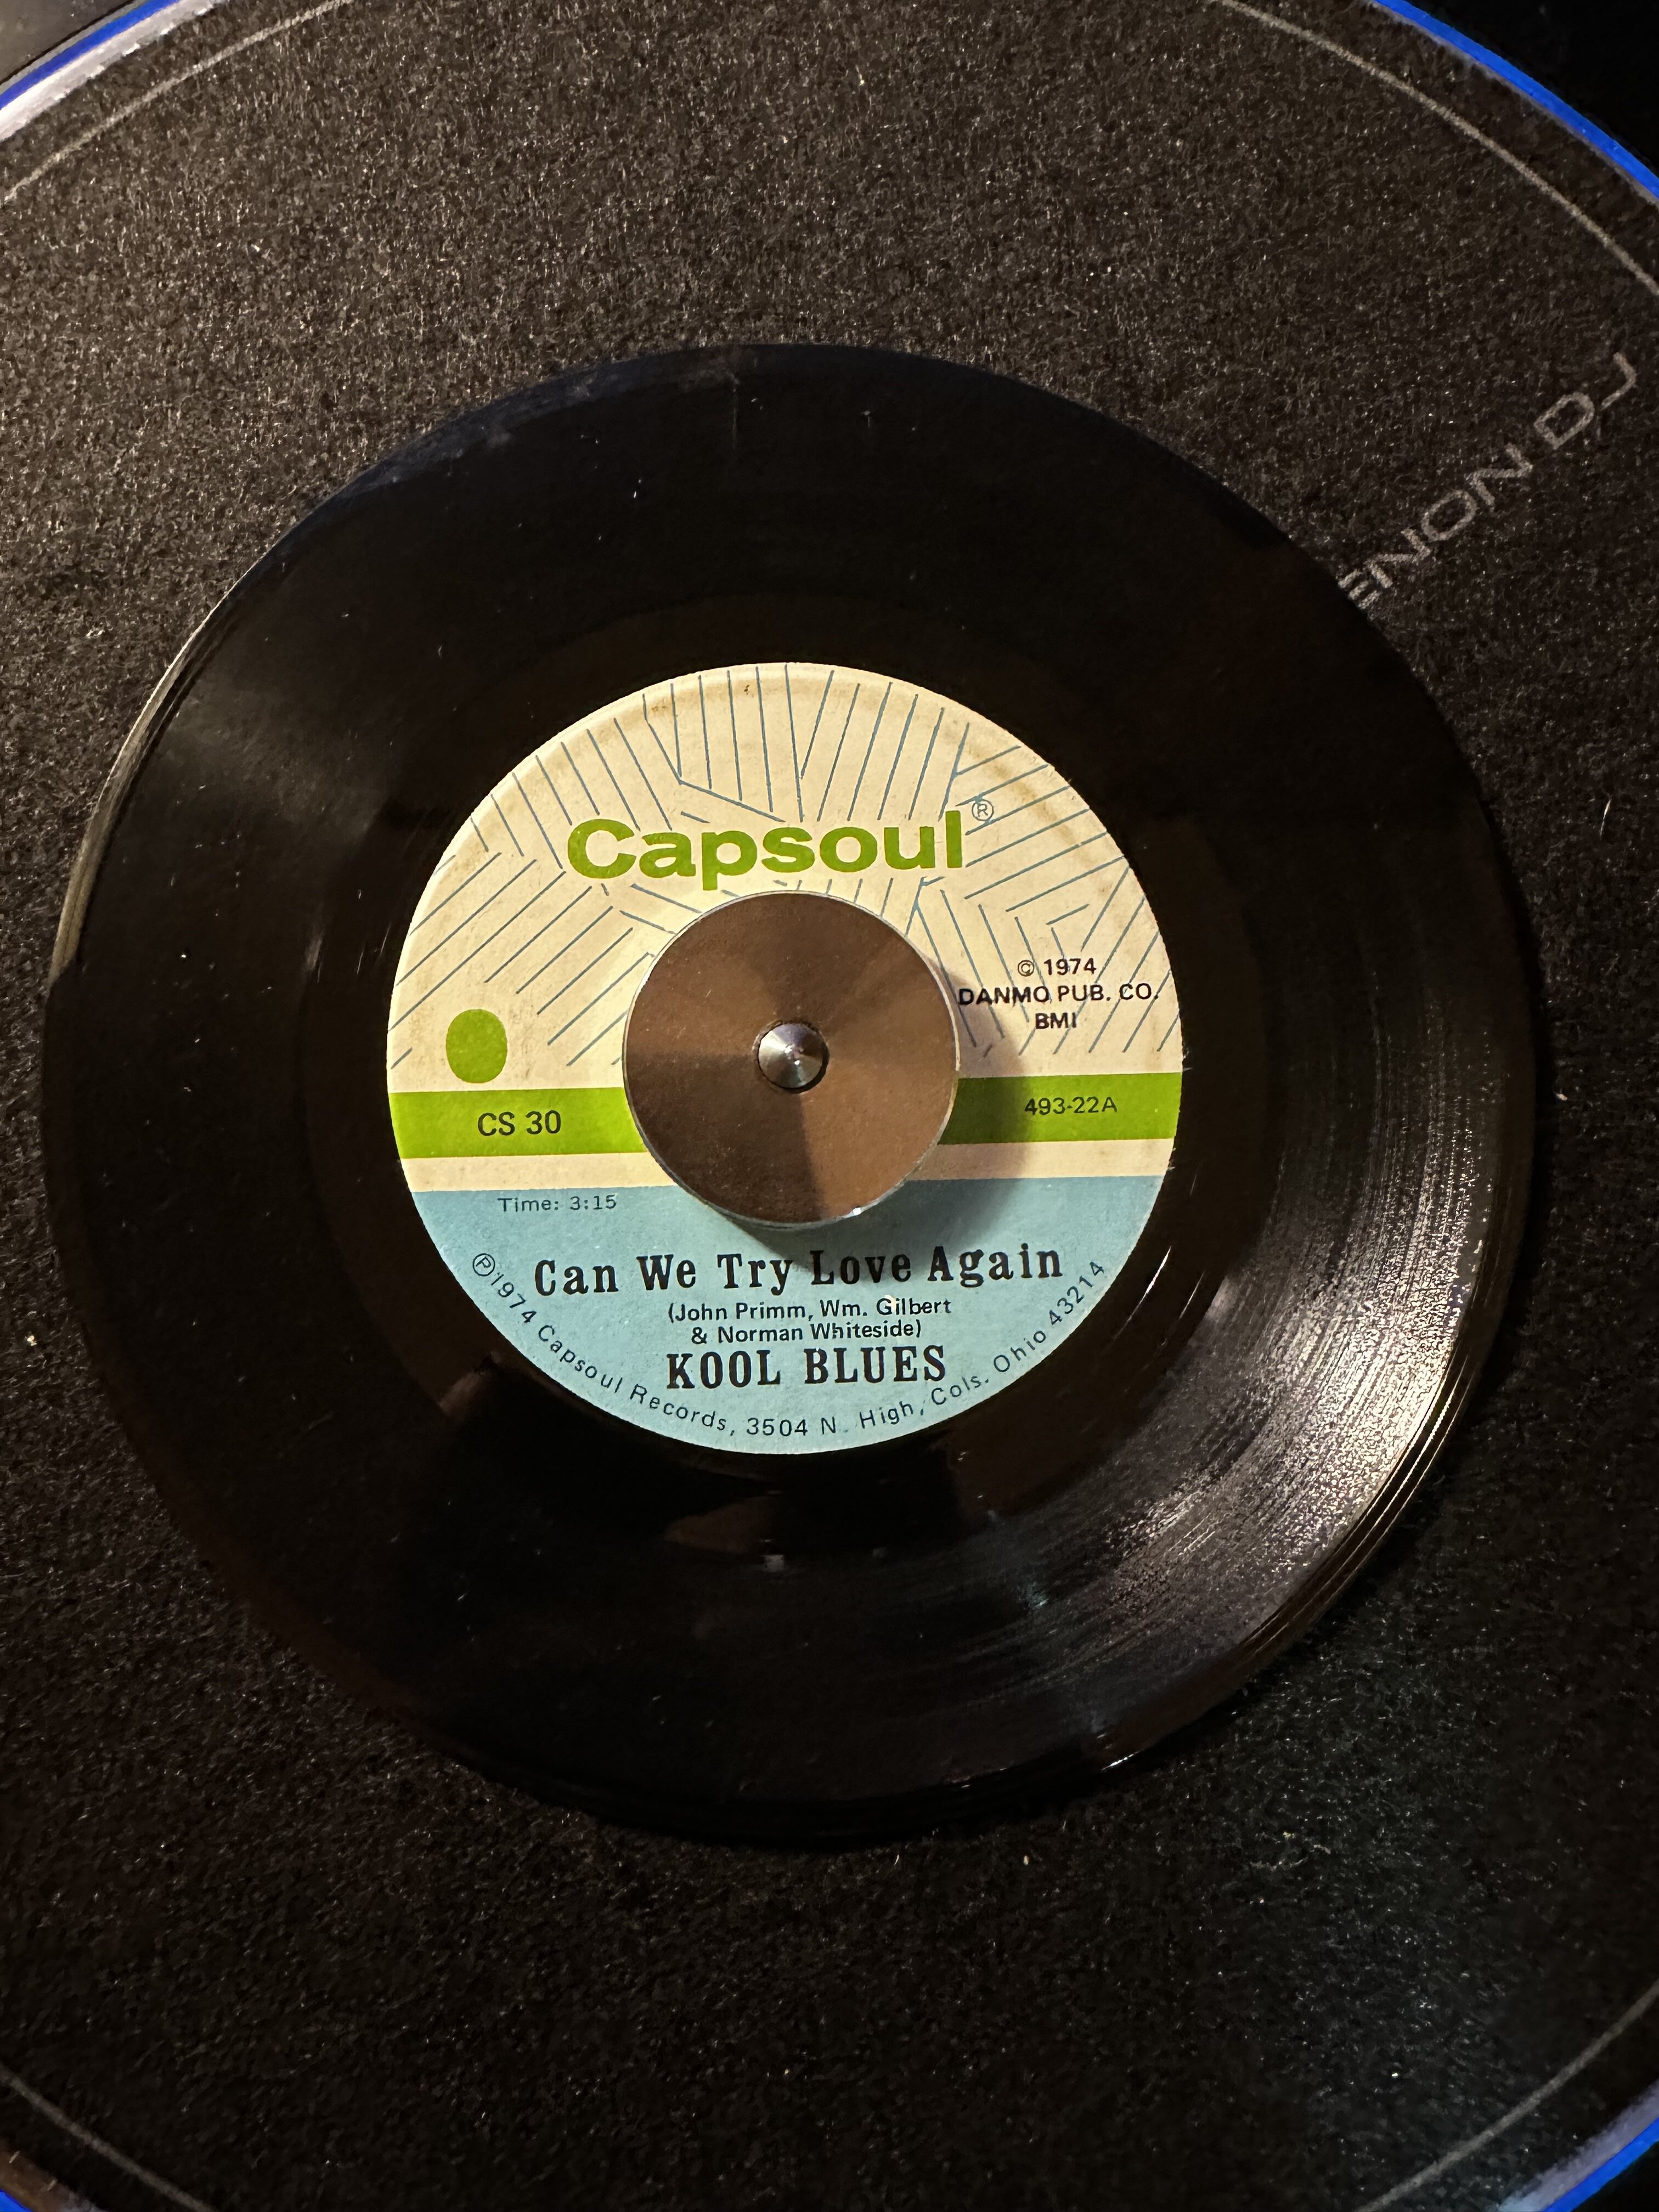 ENON DJ
Capsoul®
© 1974
DANMO PUB. CO.
BMI
CS 30
493-22A
Time: 3:15
Can We Try Love Again
(John Primm, Wm. Gilbert
& Norman Whiteside)
KOOL BLUES
℗1974 Capsoul Records, 3504 N. High, Cols. Ohio 43214